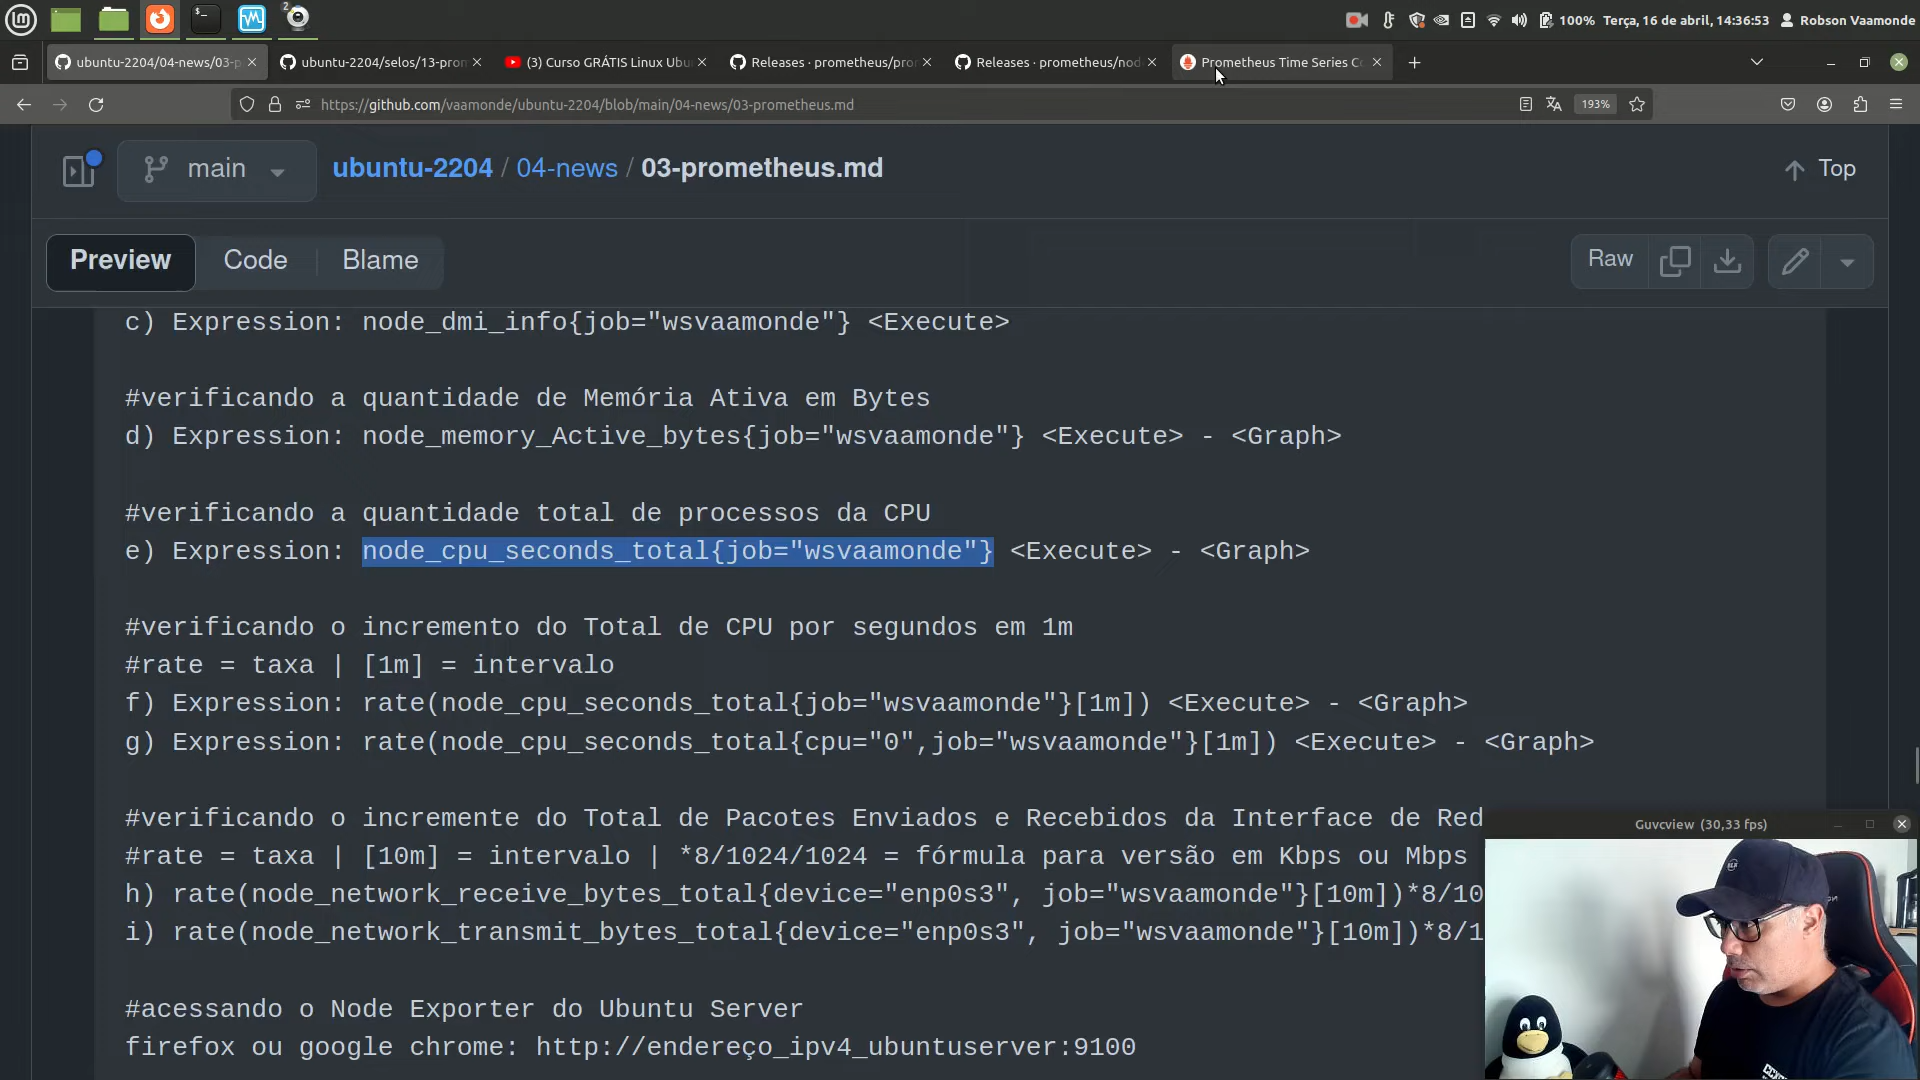 100% Terça, 16 de abril, 14:36:53 Robson Vaamonde
ubuntu-2204/04-news/03-p
ubuntu-2204/selos/13-pro
(3) Curso GRÁTIS Linux Ubu
Releases · prometheus/pro
Releases · prometheus/nod
Prometheus Time Series C
https://github.com/vaamonde/ubuntu-2204/blob/main/04-news/03-prometheus.md
193%
main
ubuntu-2204 / 04-news / 03-prometheus.md
Top
Preview
Code
Blame
Raw
c) Expression: node_dmi_info{job="wsvaamonde"} <Execute>
#verificando a quantidade de Memória Ativa em Bytes
d) Expression: node_memory_Active_bytes{job="wsvaamonde"} <Execute> - <Graph>
#verificando a quantidade total de processos da CPU
e) Expression: node_cpu_seconds_total{job="wsvaamonde"} <Execute> - <Graph>
#verificando o incremento do Total de CPU por segundos em 1m
#rate = taxa | [1m] = intervalo
f) Expression: rate(node_cpu_seconds_total{job="wsvaamonde"}[1m]) <Execute> - <Graph>
g) Expression: rate(node_cpu_seconds_total{cpu="0",job="wsvaamonde"}[1m]) <Execute> - <Graph>
#verificando o incremente do Total de Pacotes Enviados e Recebidos da Interface de Red
#rate = taxa | [10m] = intervalo | *8/1024/1024 = fórmula para versão em Kbps ou Mbps
h) rate(node_network_receive_bytes_total{device="enp0s3", job="wsvaamonde"}[10m])*8/10
i) rate(node_network_transmit_bytes_total{device="enp0s3", job="wsvaamonde"}[10m])*8/1
#acessando o Node Exporter do Ubuntu Server
firefox ou google chrome: http://endereço_ipv4_ubuntuserver:9100
Guvcview (30,33 fps)